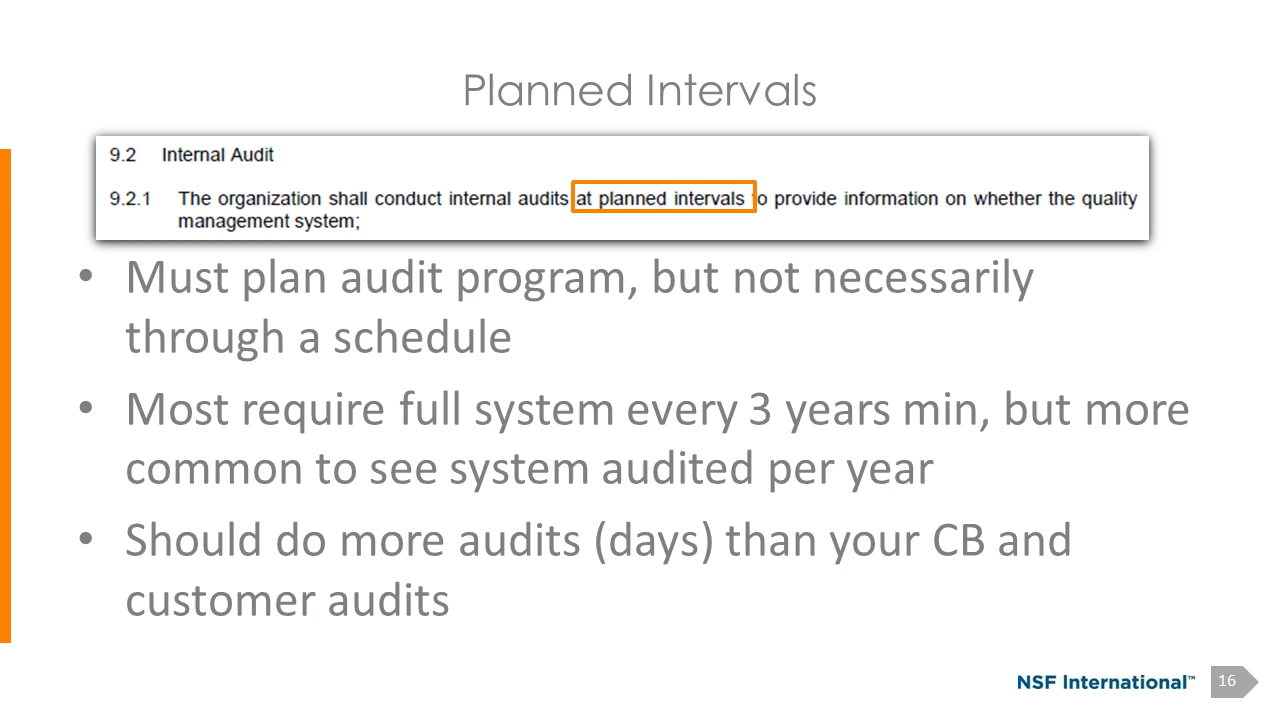 Planned Intervals
9.2 Internal Audit
9.2.1 The organization shall conduct internal audits at planned intervals to provide information on whether the quality
management system;
• Must plan audit program, but not necessarily
through a schedule
• Most require full system every 3 years min, but more
common to see system audited per year
• Should do more audits (days) than your CB and
customer audits
NSF International™ 16